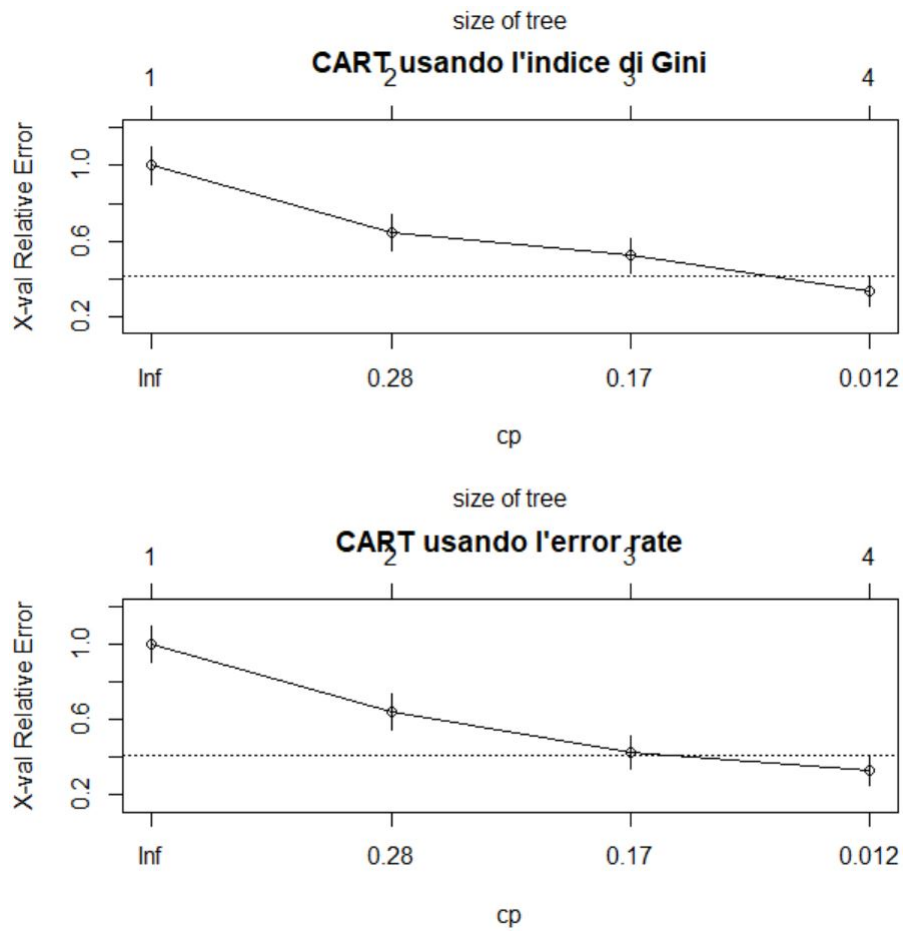 size of tree
CART usando l'indice di Gini
1 2 3 4
X-val Relative Error
1.0
0.6
0.2
Inf 0.28 0.17 0.012
cp
size of tree
CART usando l'error rate
1 2 3 4
X-val Relative Error
1.0
0.6
0.2
Inf 0.28 0.17 0.012
cp